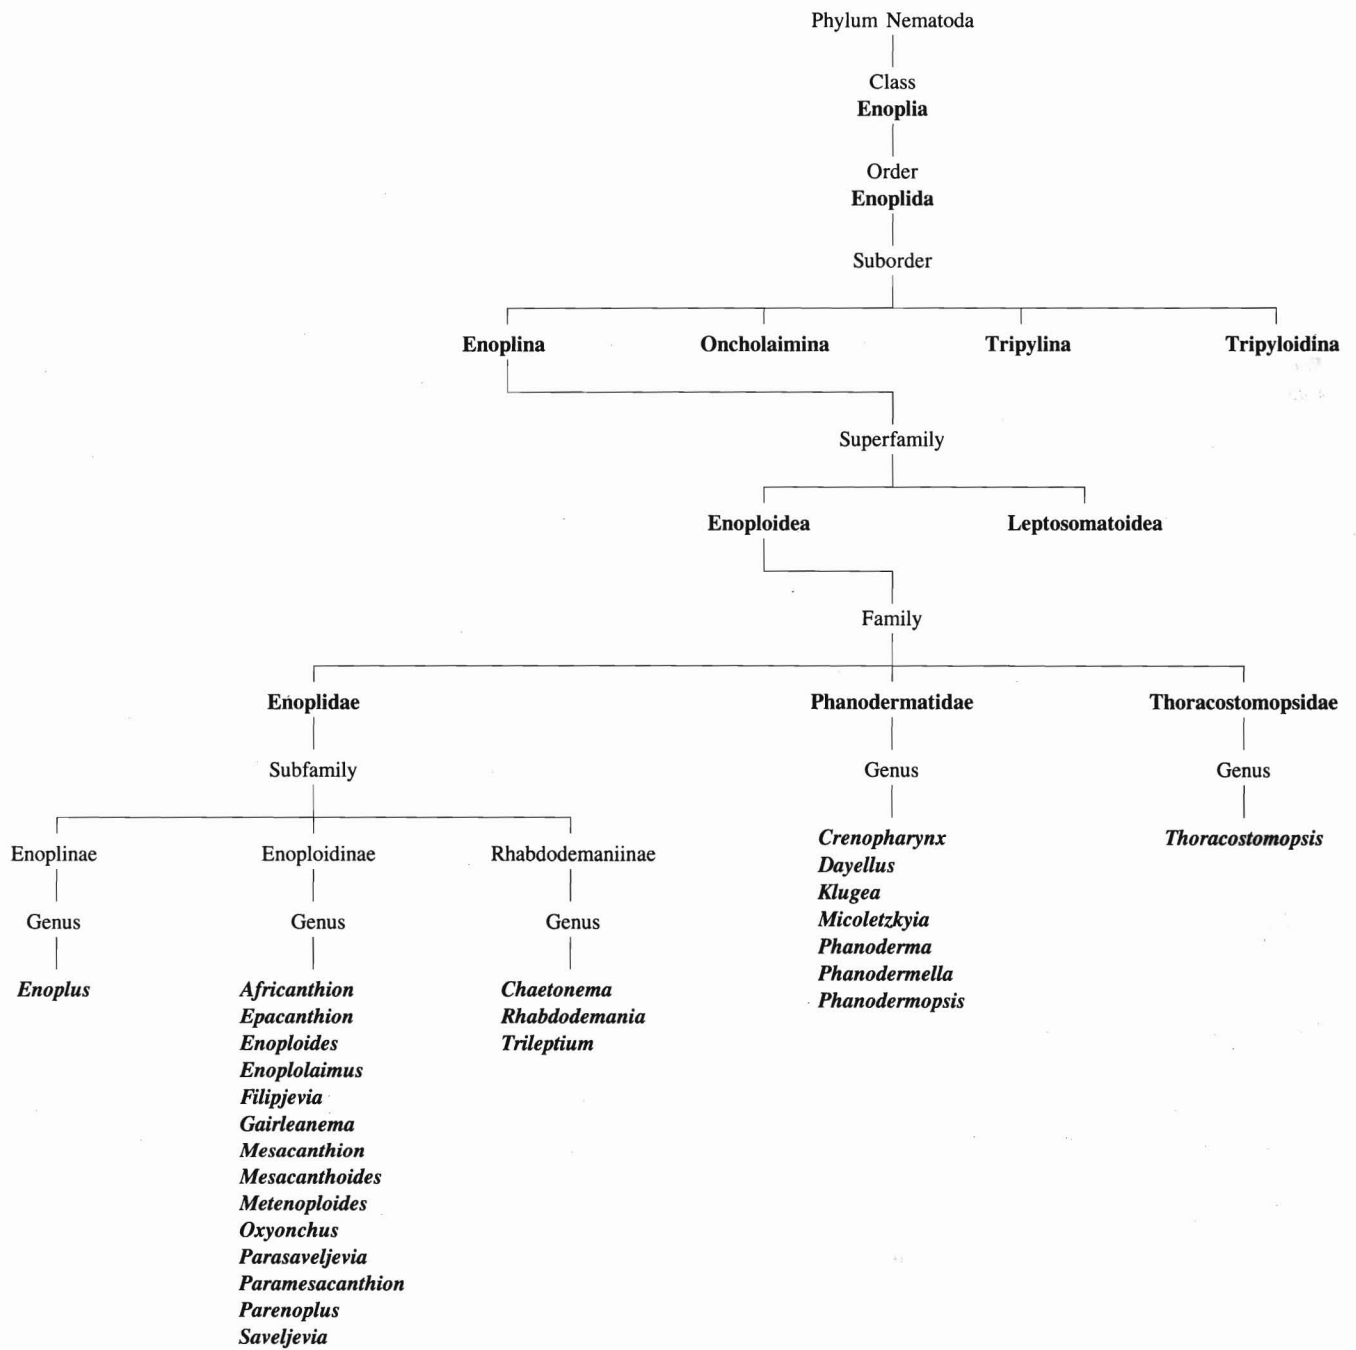 Phylum Nematoda
Class
Enoplia
Order
Enoplida
Suborder
Enoplina
Oncholaimina
Tripylina
Tripyloidina
Superfamily
Enoploidea
Leptosomatoidea
Family
Enoplidae
Phanodermatidae
Thoracostomopsidae
Subfamily
Genus
Genus
Enoplinae
Enoploidinae
Rhabdodemaniinae
Crenopharynx
Dayellus
Klugea
Micoletzkyia
Phanoderma
Phanodermella
Phanodermopsis
Thoracostomopsis
Genus
Genus
Genus
Enoplus
Africanthion
Epacanthion
Enoploides
Enoplolaimus
Filipjevia
Gairleanema
Mesacanthion
Mesacanthoides
Metenoploides
Oxyonchus
Parasaveljevia
Paramesacanthion
Parenoplus
Saveljevia
Chaetonema
Rhabdodemania
Trileptium